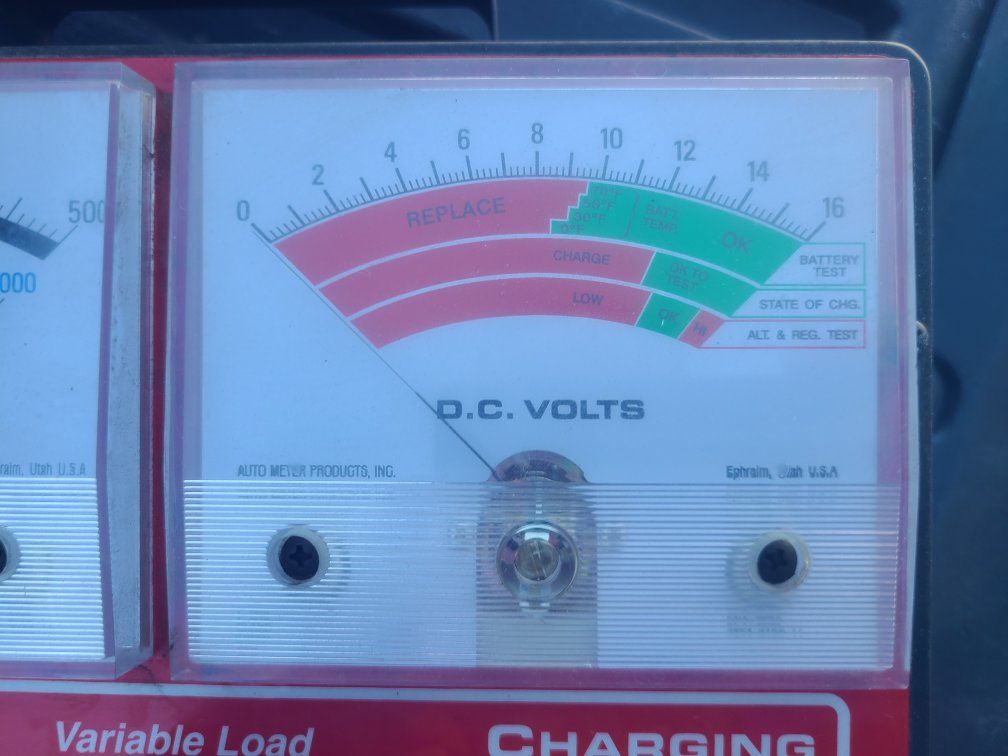 500
000
raim, Utah U.S.A
0 2 4 6 8 10 12 14 16
REPLACE
70°F
50°F
30°F
0°F
BATT.
TEMP.
OK
BATTERY
TEST
CHARGE
OK TO
TEST
STATE OF CHG.
LOW
OK
HI
ALT. & REG. TEST
D.C. VOLTS
AUTO METER PRODUCTS, INC.
Ephraim, Utah U.S.A
Variable Load
CHARGING